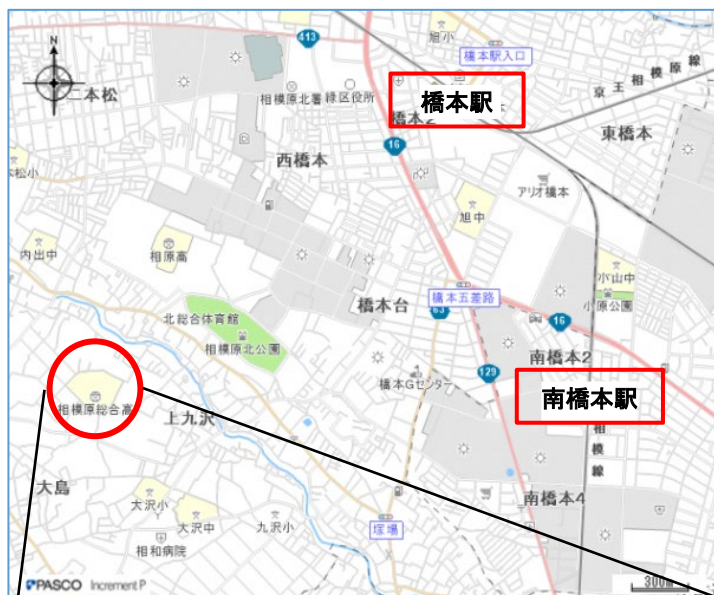 413
旭小
橋本駅入口
N
京王相模原線
二本松
相模原北署
緑区役所
橋本駅
橋本2
東橋本
16
西橋本
アリオ橋本
旭中
内出中
相原高
小山中
橋本台
橋本五差路
小原公園
63
16
北総合体育館
相模原北公園
南橋本2
129
橋本Gセンター
南橋本駅
相模原総合高
上九沢
相模線
大島
大沢小
大沢中
九沢小
南橋本4
塚場
相和病院
PASCO Increment P
300m